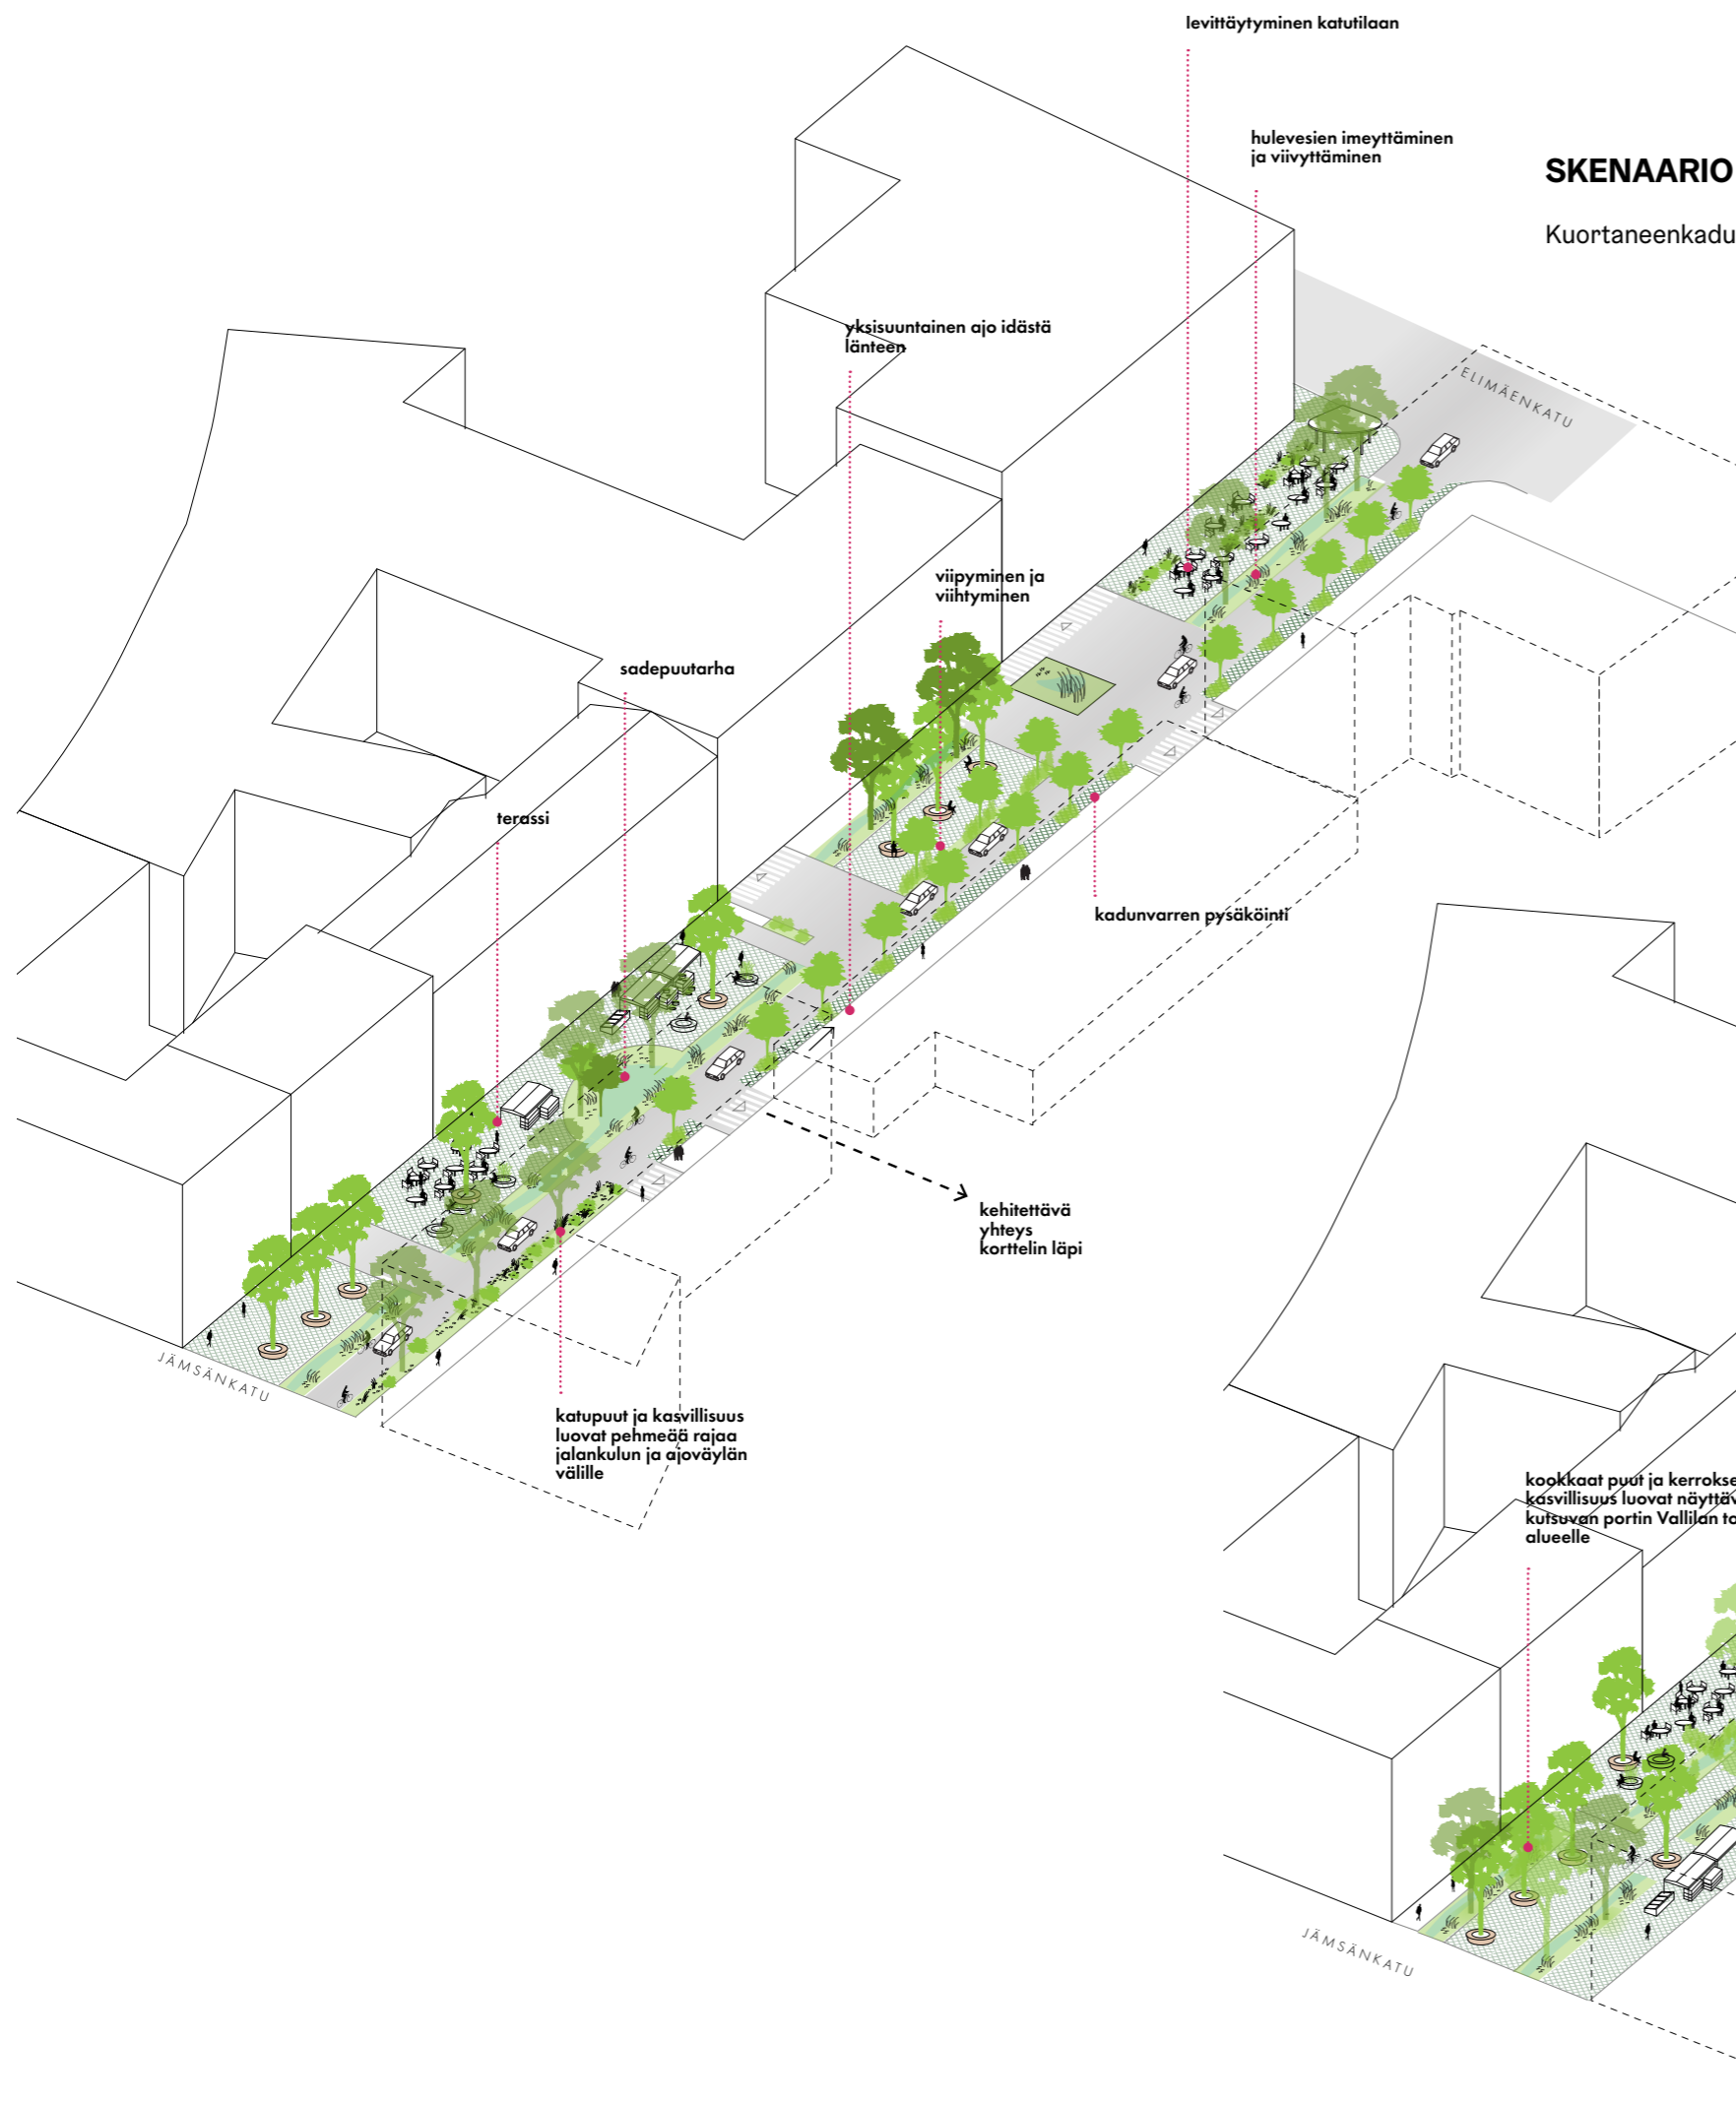 levittäytyminen katutilaan
hulevesien imeyttäminen
ja viivyttäminen
SKENAARIO
Kuortaneenkadu
yksisuuntainen ajo idästä
länteen
ELIMÄENKATU
viipyminen ja
viihtyminen
sadepuutarha
terassi
kadunvarren pysäköinti
kehitettävä
yhteys
korttelin läpi
JÄMSÄNKATU
katupuut ja kasvillisuus
luovat pehmeää rajaa
jalankulun ja ajoväylän
välille
kookkaat puut ja kerrokse
kasvillisuus luovat näyttäv
kutsuvan portin Vallilan to
alueelle
JÄMSÄNKATU